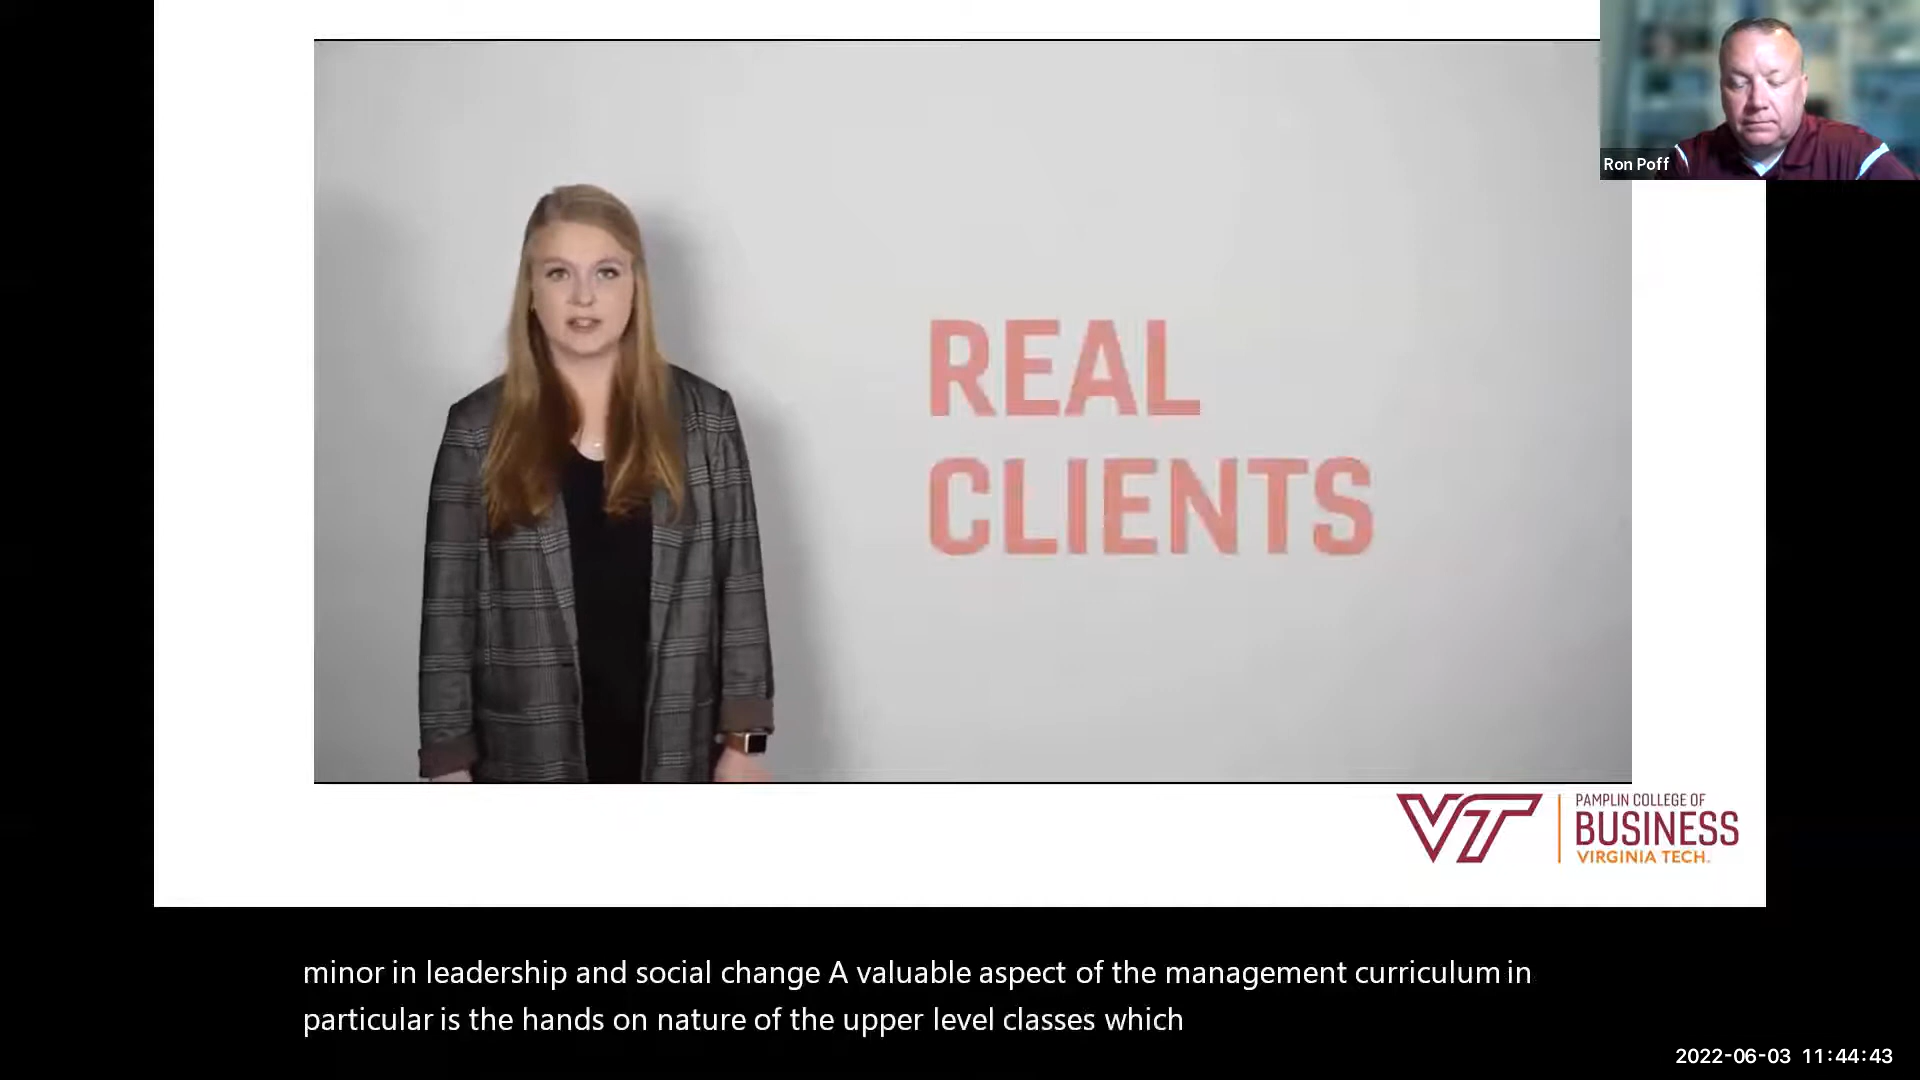 Ron Poff
REAL
CLIENTS
VT
PAMPLIN COLLEGE OF
BUSINESS
VIRGINIA TECH.
minor in leadership and social change A valuable aspect of the management curriculum in
particular is the hands on nature of the upper level classes which
2022-06-03 11:44:43